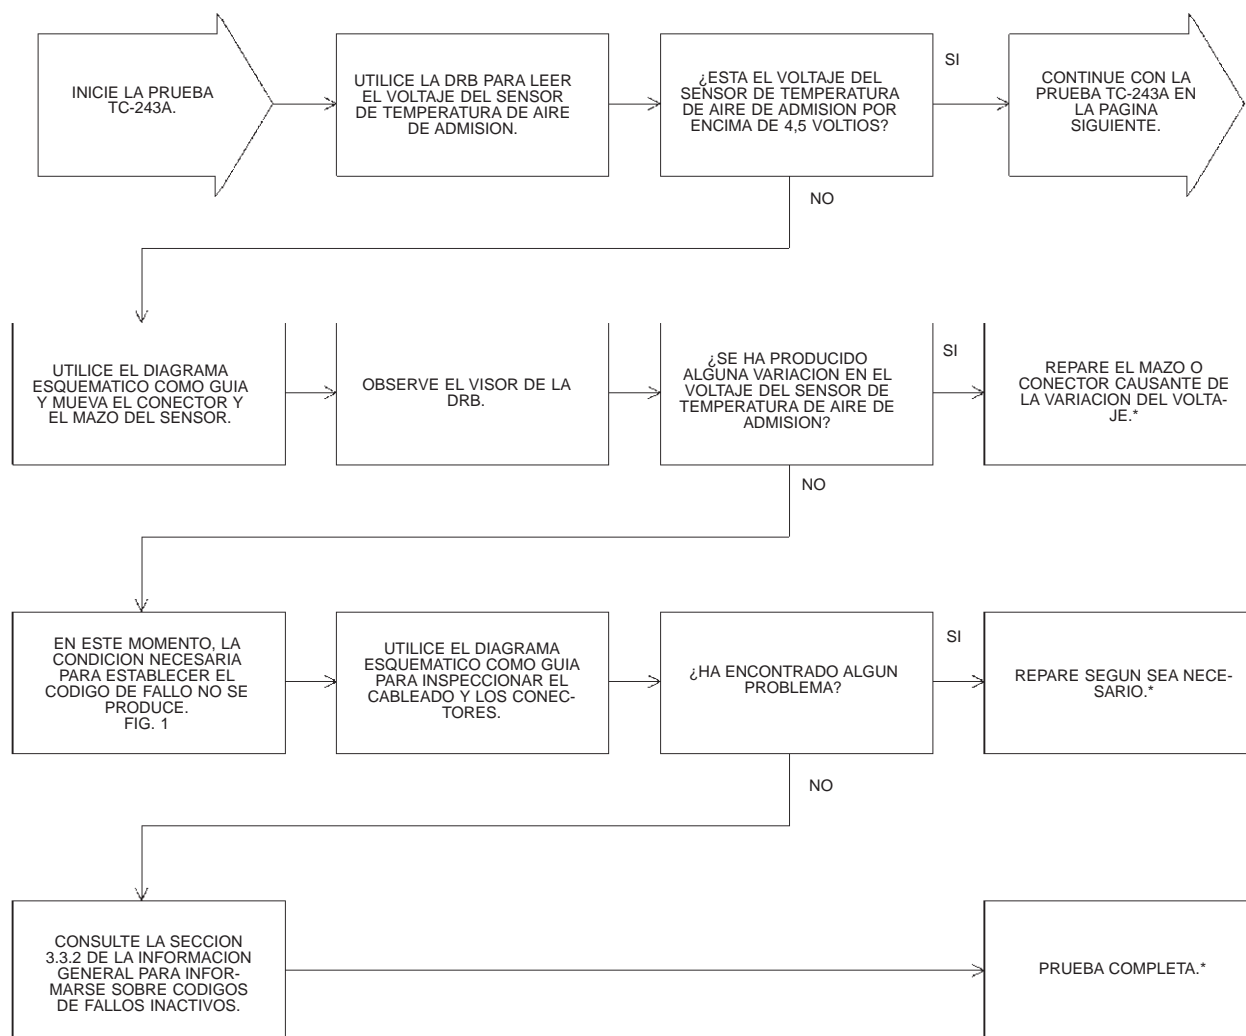 INICIE LA PRUEBA
TC-243A.
UTILICE LA DRB PARA LEER
EL VOLTAJE DEL SENSOR
DE TEMPERATURA DE AIRE
DE ADMISION.
¿ESTA EL VOLTAJE DEL
SENSOR DE TEMPERATURA
DE AIRE DE ADMISION POR
ENCIMA DE 4,5 VOLTIOS?
SI
CONTINUE CON LA
PRUEBA TC-243A EN
LA PAGINA
SIGUIENTE.
NO
UTILICE EL DIAGRAMA
ESQUEMATICO COMO GUIA
Y MUEVA EL CONECTOR Y
EL MAZO DEL SENSOR.
OBSERVE EL VISOR DE LA
DRB.
¿SE HA PRODUCIDO
ALGUNA VARIACION EN EL
VOLTAJE DEL SENSOR DE
TEMPERATURA DE AIRE DE
ADMISION?
SI
REPARE EL MAZO O
CONECTOR CAUSANTE DE
LA VARIACION DEL VOLTA-
JE.*
NO
EN ESTE MOMENTO, LA
CONDICION NECESARIA
PARA ESTABLECER EL
CODIGO DE FALLO NO SE
PRODUCE.
FIG. 1
UTILICE EL DIAGRAMA
ESQUEMATICO COMO GUIA
PARA INSPECCIONAR EL
CABLEADO Y LOS CONEC-
TORES.
¿HA ENCONTRADO ALGUN
PROBLEMA?
SI
REPARE SEGUN SEA NECE-
SARIO.*
NO
CONSULTE LA SECCION
3.3.2 DE LA INFORMACION
GENERAL PARA INFOR-
MARSE SOBRE CODIGOS
DE FALLOS INACTIVOS.
PRUEBA COMPLETA.*